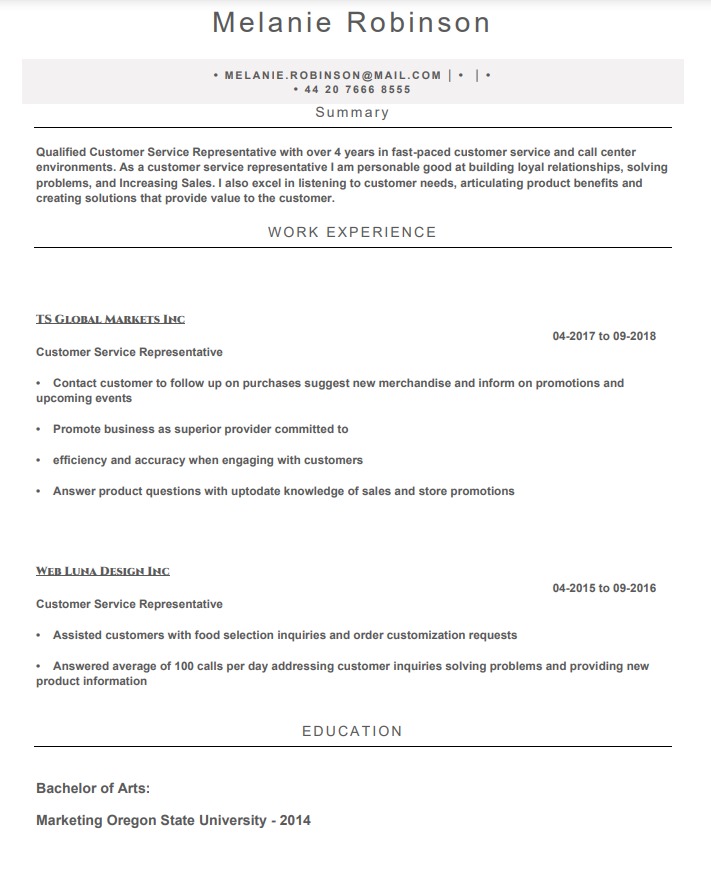 Melanie Robinson
• MELANIE.ROBINSON@MAIL.COM | • | •
• 44 20 7666 8555
Summary
Qualified Customer Service Representative with over 4 years in fast-paced customer service and call center
environments. As a customer service representative I am personable good at building loyal relationships, solving
problems, and Increasing Sales. I also excel in listening to customer needs, articulating product benefits and
creating solutions that provide value to the customer.
WORK EXPERIENCE
TS Global Markets Inc
04-2017 to 09-2018
Customer Service Representative
• Contact customer to follow up on purchases suggest new merchandise and inform on promotions and
upcoming events
• Promote business as superior provider committed to
• efficiency and accuracy when engaging with customers
• Answer product questions with uptodate knowledge of sales and store promotions
Web Luna Design Inc
04-2015 to 09-2016
Customer Service Representative
• Assisted customers with food selection inquiries and order customization requests
• Answered average of 100 calls per day addressing customer inquiries solving problems and providing new
product information
EDUCATION
Bachelor of Arts:
Marketing Oregon State University - 2014